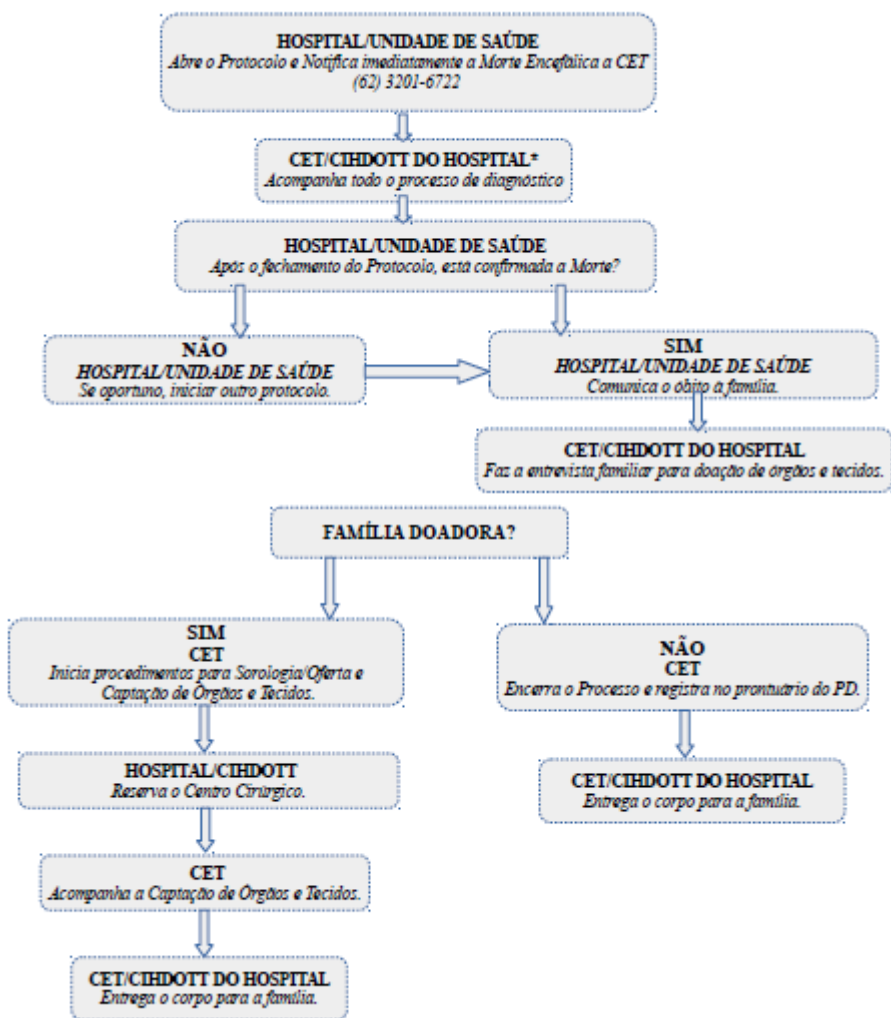 HOSPITAL/UNIDADE DE SAÚDE
Abre o Protocolo e Notifica imediatamente a Morte Encefálica a CET
(62) 3201-6722
CET/CIHDOTT DO HOSPITAL*
Acompanha todo o processo de diagnóstico
HOSPITAL/UNIDADE DE SAÚDE
Após o fechamento do Protocolo, está confirmada a Morte?
NÃO
HOSPITAL/UNIDADE DE SAÚDE
Se oportuno, iniciar outro protocolo.
SIM
HOSPITAL/UNIDADE DE SAÚDE
Comunica o óbito à família.
CET/CIHDOTT DO HOSPITAL
Faz a entrevista familiar para doação de órgãos e tecidos.
FAMÍLIA DOADORA?
SIM
CET
Inicia procedimentos para Sorologia/Oferta e
Captação de Órgãos e Tecidos.
HOSPITAL/CIHDOTT
Reserva o Centro Cirúrgico.
CET
Acompanha a Captação de Órgãos e Tecidos.
CET/CIHDOTT DO HOSPITAL
Entrega o corpo para a família.
NÃO
CET
Encerra o Processo e registra no prontuário do PD.
CET/CIHDOTT DO HOSPITAL
Entrega o corpo para a família.